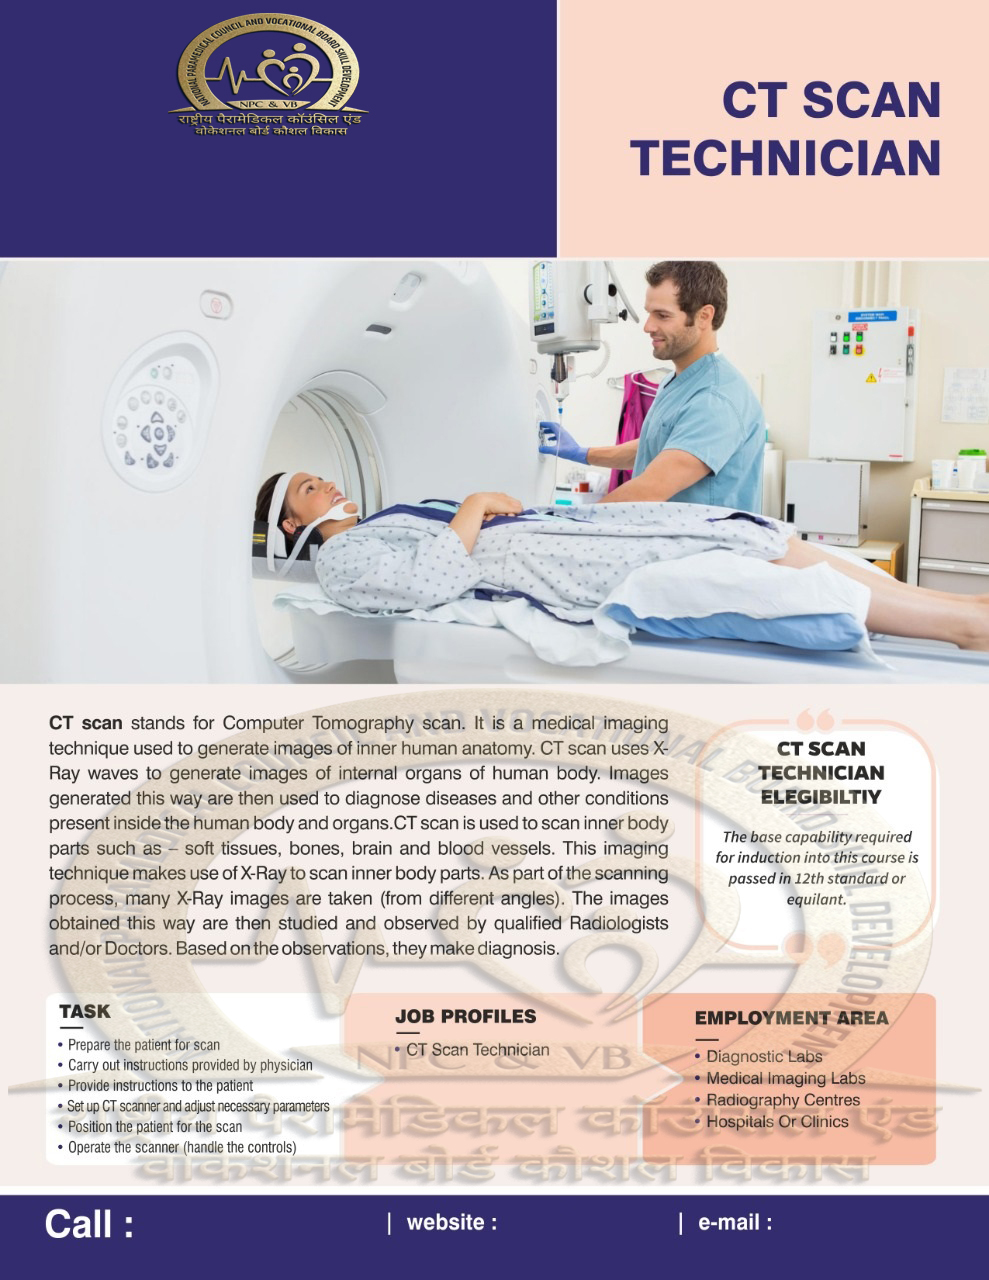 NATIONAL PARAMEDICAL COUNCIL AND VOCATIONAL BOARD SKILL DEVELOPMENT
NPC & VB
राष्ट्रीय पैरामेडिकल कॉउंसिल एंड
वोकेशनल बोर्ड कौशल विकास
CT SCAN
TECHNICIAN
CT scan stands for Computer Tomography scan. It is a medical imaging
technique used to generate images of inner human anatomy. CT scan uses X-
Ray waves to generate images of internal organs of human body. Images
generated this way are then used to diagnose diseases and other conditions
present inside the human body and organs.CT scan is used to scan inner body
parts such as – soft tissues, bones, brain and blood vessels. This imaging
technique makes use of X-Ray to scan inner body parts. As part of the scanning
process, many X-Ray images are taken (from different angles). The images
obtained this way are then studied and observed by qualified Radiologists
and/or Doctors. Based on the observations, they make diagnosis.
CT SCAN
TECHNICIAN
ELEGIBILTIY
The base capability required
for induction into this course is
passed in 12th standard or
equilant.
TASK
• Prepare the patient for scan
• Carry out instructions provided by physician
• Provide instructions to the patient
• Set up CT scanner and adjust necessary parameters
• Position the patient for the scan
• Operate the scanner (handle the controls)
JOB PROFILES
• CT Scan Technician
EMPLOYMENT AREA
• Diagnostic Labs
• Medical Imaging Labs
• Radiography Centres
• Hospitals Or Clinics
NATIONAL PARAMEDICAL COUNCIL AND VOCATIONAL BOARD SKILL DEVELOPMENT
NPC & VB
राष्ट्रीय पैरामेडिकल कॉउंसिल एंड
वोकेशनल बोर्ड कौशल विकास
Call :
| website :
| e-mail :